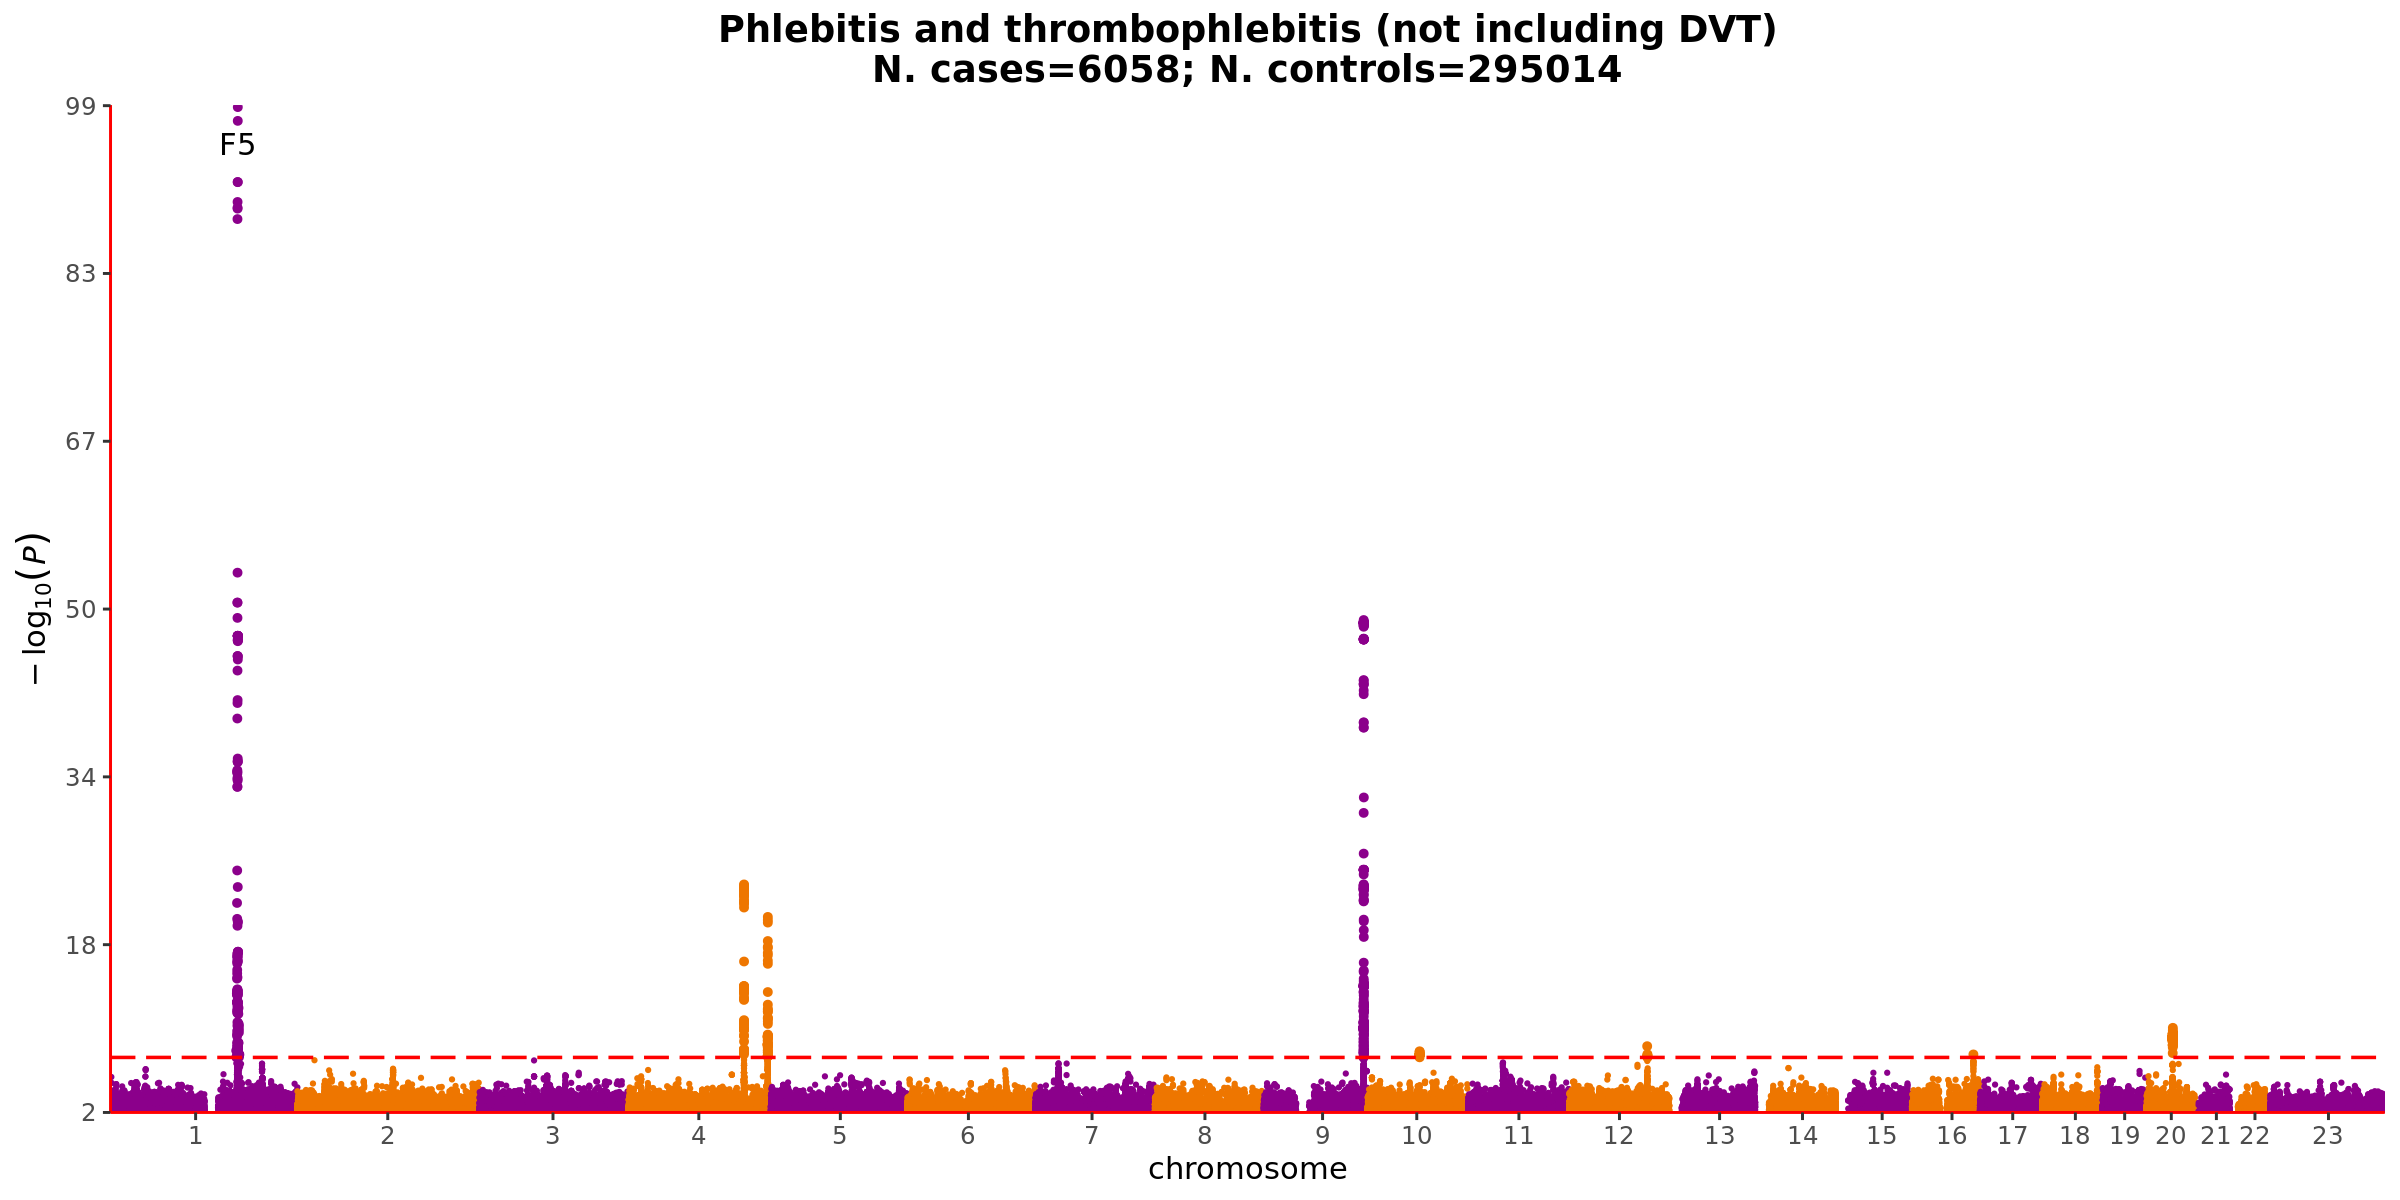 Phlebitis and thrombophlebitis (not including DVT)
N. cases=6058; N. controls=295014
99
F5
83
67
50
34
18
2
− log10(P)
1 2 3 4 5 6 7 8 9 10 11 12 13 14 15 16 17 18 19 20 21 22 23
chromosome